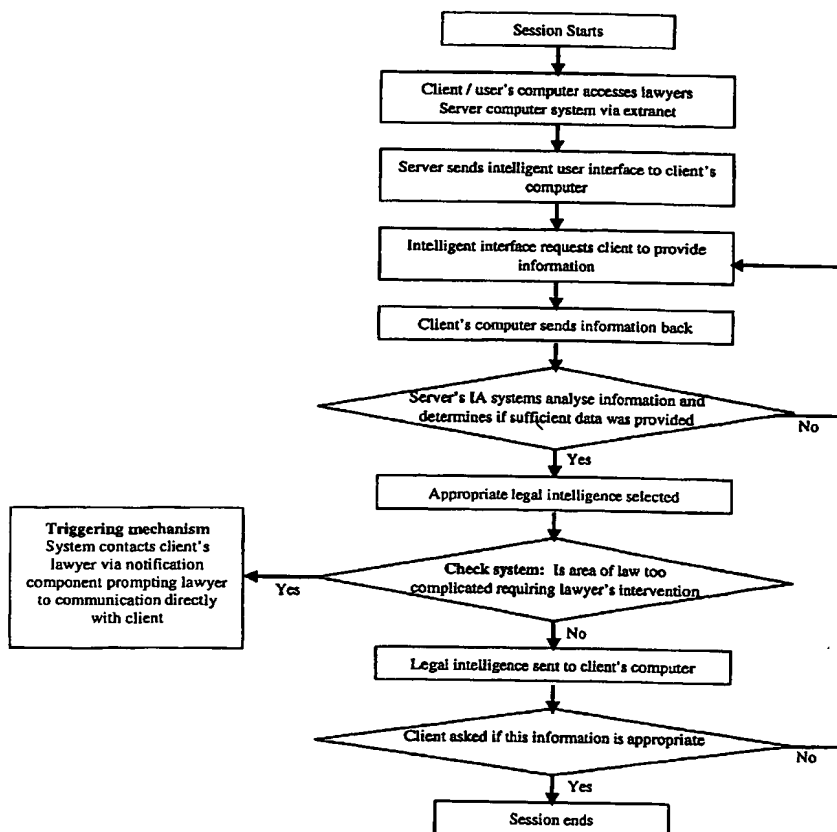 Session Starts
Client / user's computer accesses lawyers
Server computer system via extranet
Server sends intelligent user interface to client's
computer
Intelligent interface requests client to provide
information
Client's computer sends information back
Server's IA systems analyse information and
determines if sufficient data was provided
No
Yes
Appropriate legal intelligence selected
Triggering mechanism
System contacts client's
lawyer via notification
component prompting lawyer
to communication directly
with client
Yes
Check system: Is area of law too
complicated requiring lawyer's intervention
No
Legal intelligence sent to client's computer
Client asked if this information is appropriate
No
Yes
Session ends